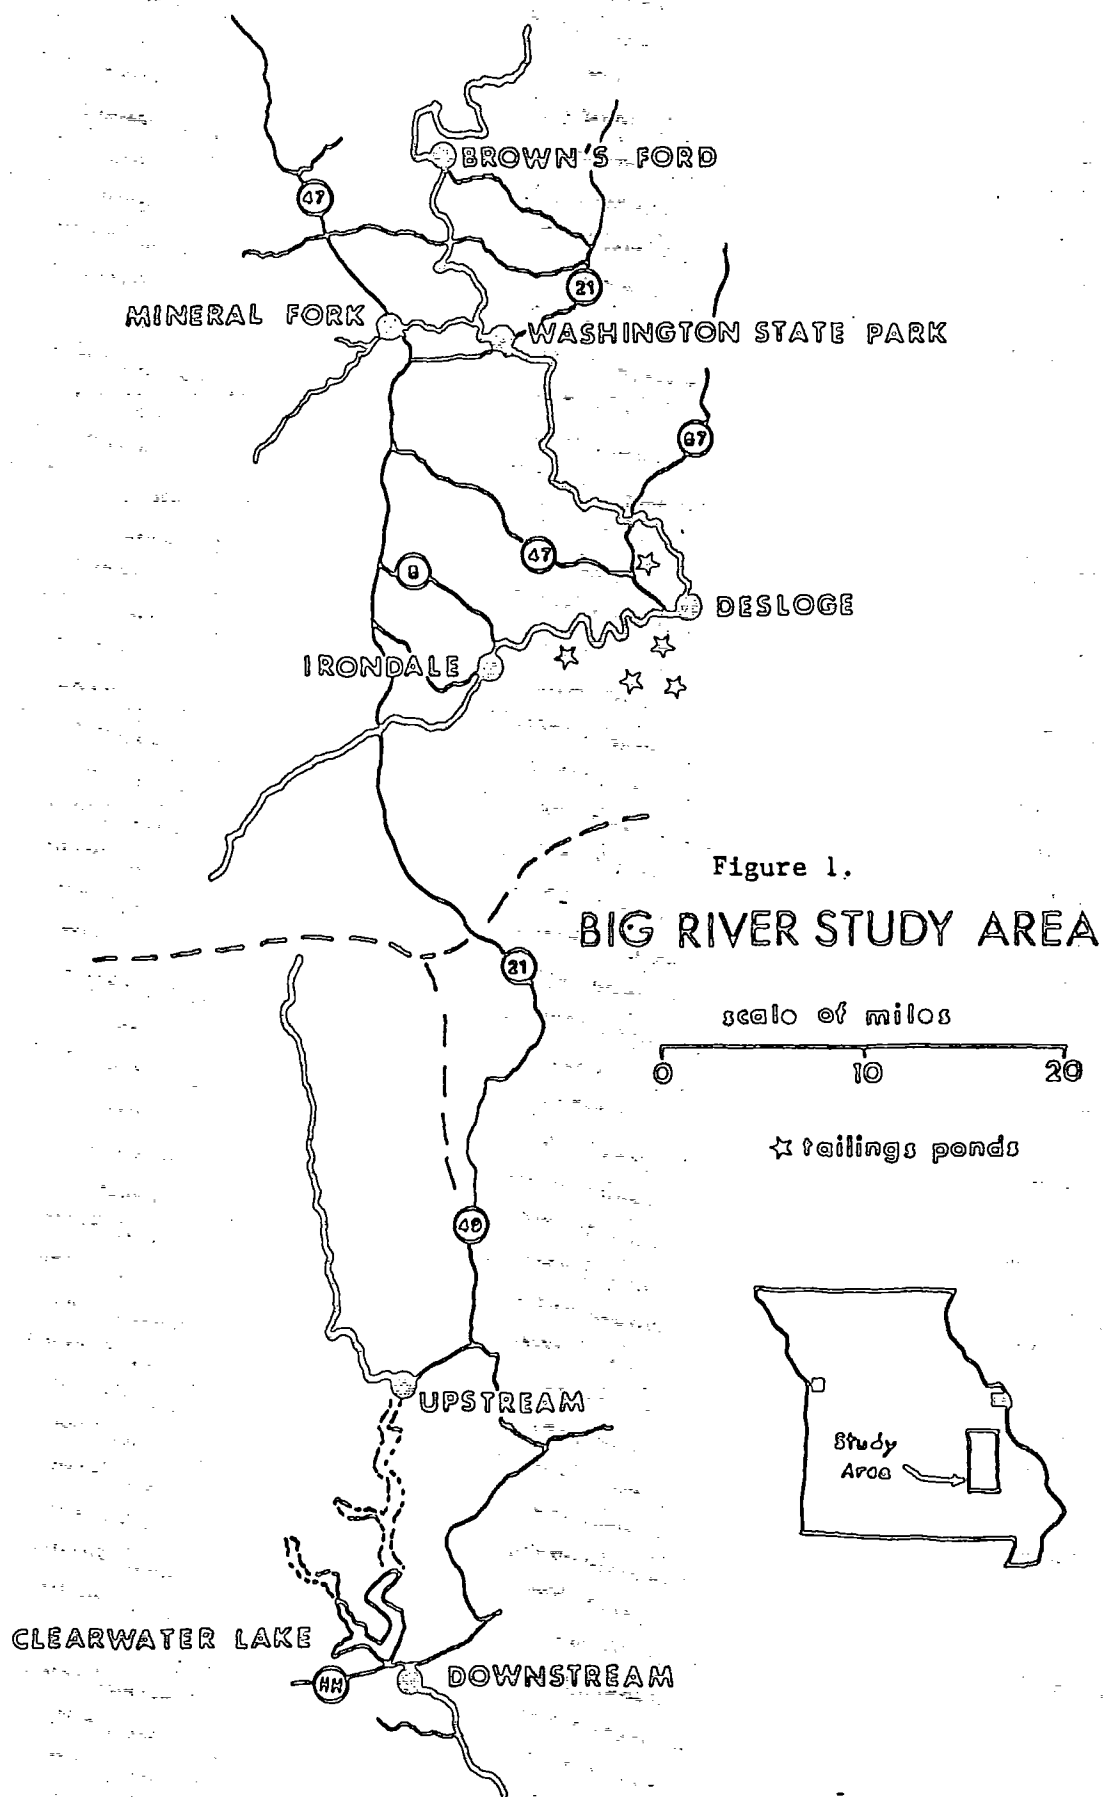 BROWN'S FORD
47
21
MINERAL FORK
WASHINGTON STATE PARK
67
47
8
DESLOGE
IRONDALE
Figure 1.
BIG RIVER STUDY AREA
21
scale of miles
0 10 20
☆ tailings ponds
49
UPSTREAM
Study
Area
CLEARWATER LAKE
HH
DOWNSTREAM